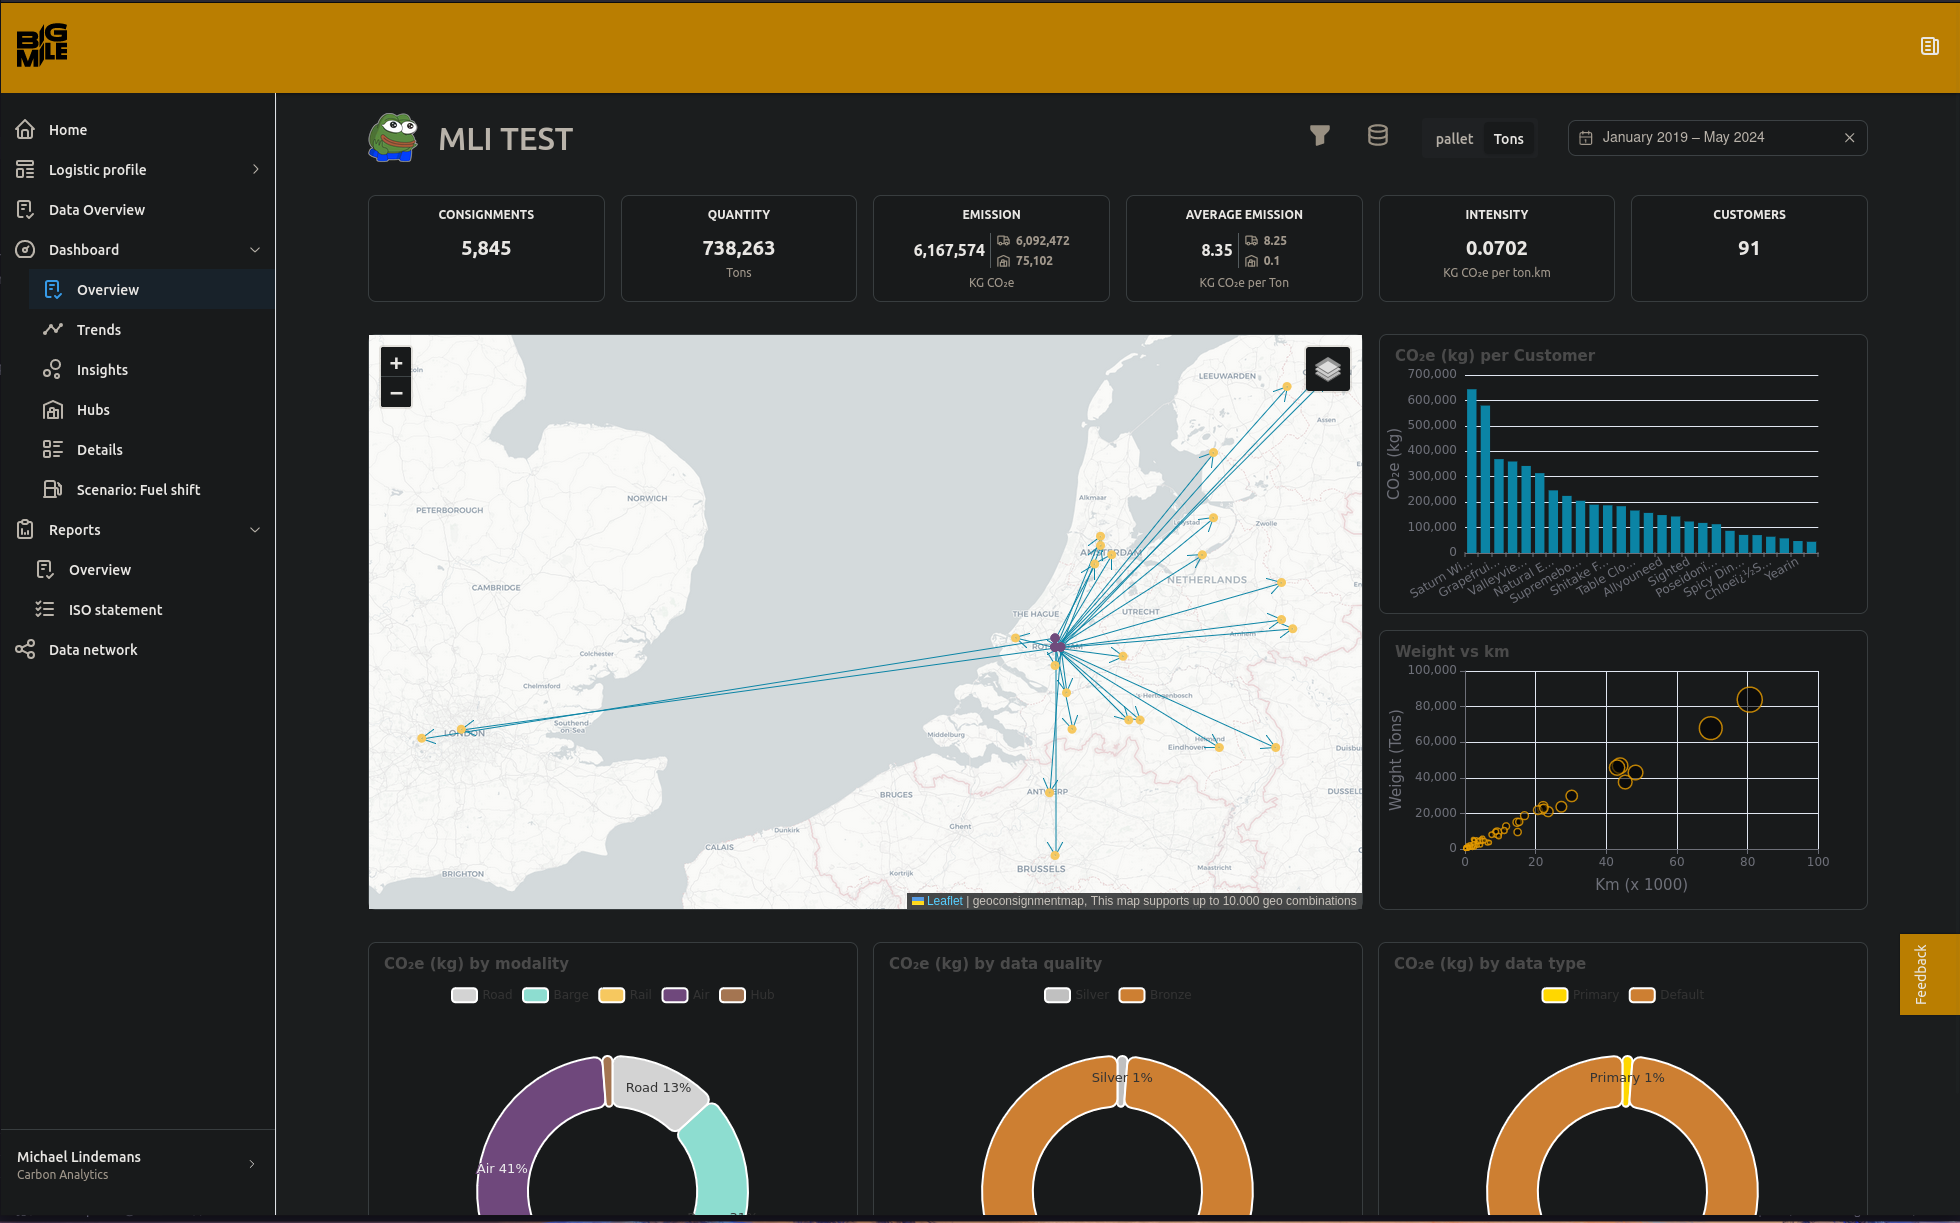 BIG
MILE
Home
Logistic profile
Data Overview
Dashboard
Overview
Trends
Insights
Hubs
Details
Scenario: Fuel shift
Reports
Overview
ISO statement
Data network
Michael Lindemans
Carbon Analytics
MLI TEST
pallet Tons
January 2019 – May 2024
CONSIGNMENTS
5,845
QUANTITY
738,263
Tons
EMISSION
6,167,574
6,092,472
75,102
KG CO₂e
AVERAGE EMISSION
8.35
8.25
0.1
KG CO₂e per Ton
INTENSITY
0.0702
KG CO₂e per ton.km
CUSTOMERS
91
+
−
LEEUWARDEN
Assen
NORWICH
PETERBOROUGH
Alkmaar
Lelystad
Zwolle
AMSTERDAM
CAMBRIDGE
NETHERLANDS
THE HAGUE
UTRECHT
Arnhem
Colchester
Chelmsford
's-Hertogenbosch
Southend-
on-Sea
LONDON
Middelburg
Helmond
Eindhoven
Duisbu
BRUGES
ANTWERP
DUSSELD
Ghent
Dunkirk
CALAIS
BRUSSELS
Maastricht
BRIGHTON
Kortrijk
Leaflet | geoconsignmentmap, This map supports up to 10.000 geo combinations
CO₂e (kg) per Customer
CO₂e (kg)
700,000
600,000
500,000
400,000
300,000
200,000
100,000
0
Saturn Wi...
Grapefrui...
Valleyvie...
Natural E...
Supremebo...
Shitake F...
Table Clo...
Allyouneed
Sighted
Poseidoni...
Spicy Din...
Chloeï¿½S...
Yearin
Weight vs km
Weight (Tons)
100,000
80,000
60,000
40,000
20,000
0
0 20 40 60 80 100
Km (x 1000)
CO₂e (kg) by modality
Road Barge Rail Air Hub
Road 13%
Air 41%
CO₂e (kg) by data quality
Silver Bronze
Silver 1%
CO₂e (kg) by data type
Primary Default
Primary 1%
Feedback